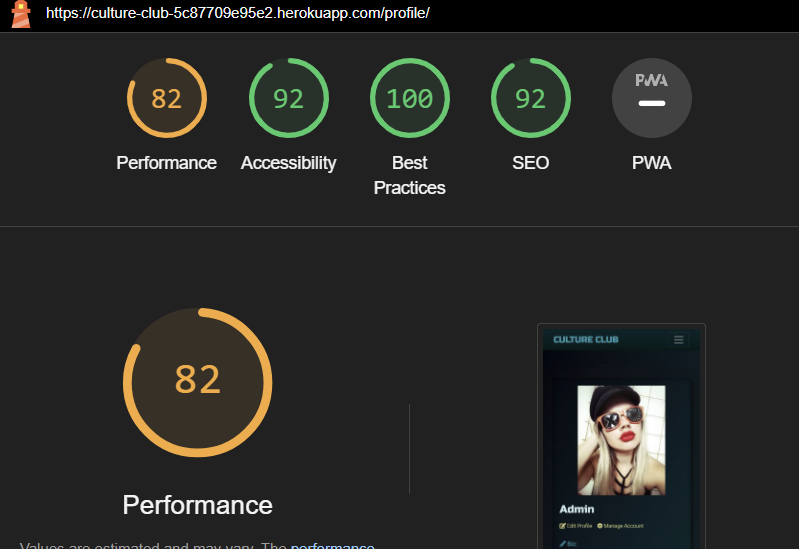 https://culture-club-5c87709e95e2.herokuapp.com/profile/
82
92
100
92
PWA
Performance
Accessibility
Best
Practices
SEO
PWA
82
Performance
Values are estimated and may vary. The performance
CULTURE CLUB
Admin
Edit Profile Manage Account
Bio